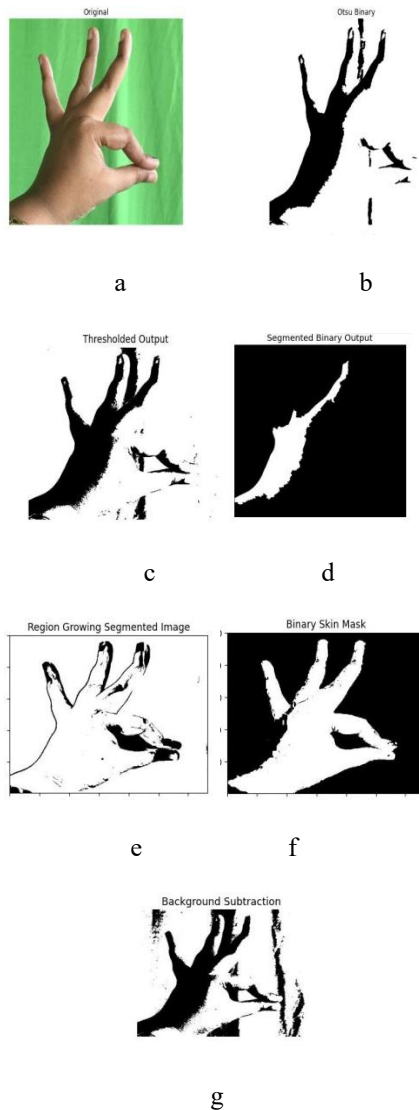 Original
Otsu Binary
a
b
Thresholded Output
Segmented Binary Output
c
d
Region Growing Segmented Image
Binary Skin Mask
e
f
Background Subtraction
g